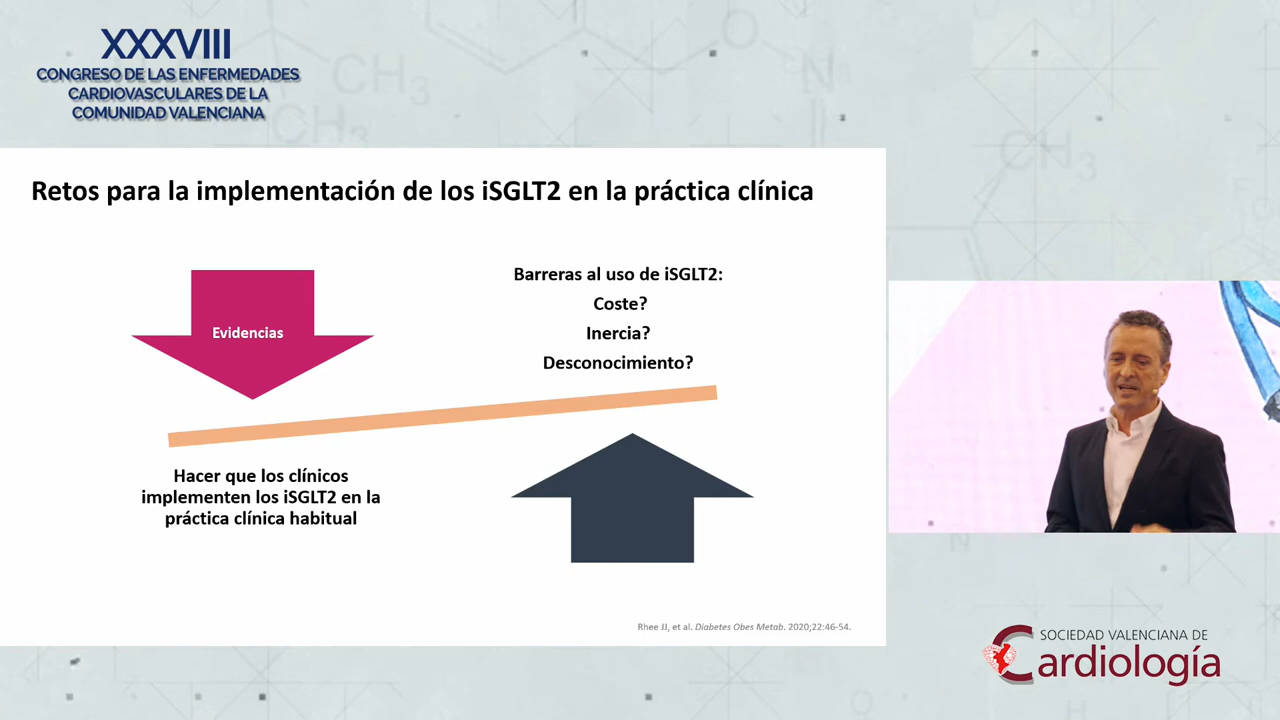 XXXVIII
CONGRESO DE LAS ENFERMEDADES
CARDIOVASCULARES DE LA
COMUNIDAD VALENCIANA
Retos para la implementación de los iSGLT2 en la práctica clínica
Evidencias
Barreras al uso de iSGLT2:
Coste?
Inercia?
Desconocimiento?
Hacer que los clínicos
implementen los iSGLT2 en la
práctica clínica habitual
Rhee JJ, et al. Diabetes Obes Metab. 2020;22:46-54.
SOCIEDAD VALENCIANA DE
Cardiología
CH3
CH3
CH3
O
N
N